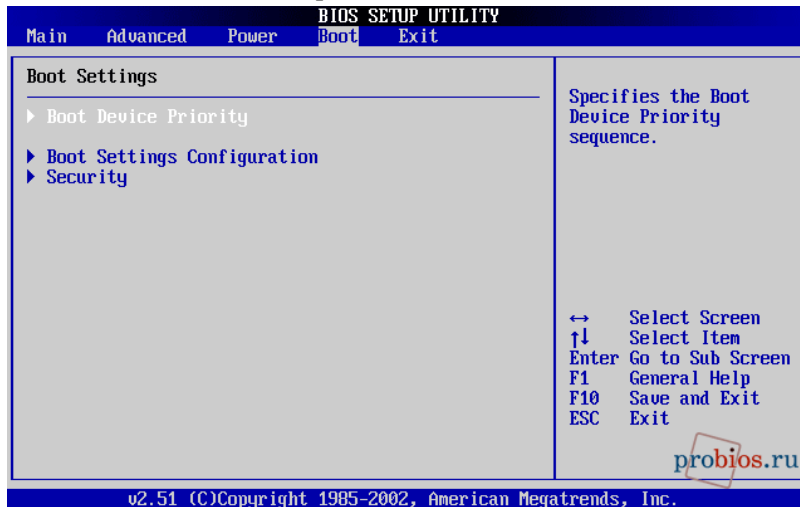 BIOS SETUP UTILITY
Main Advanced Power Boot Exit
Boot Settings
Boot Device Priority
Boot Settings Configuration
Security
Specifies the Boot
Device Priority
sequence.
↔ Select Screen
↑↓ Select Item
Enter Go to Sub Screen
F1 General Help
F10 Save and Exit
ESC Exit
probios.ru
v2.51 (C)Copyright 1985-2002, American Megatrends, Inc.